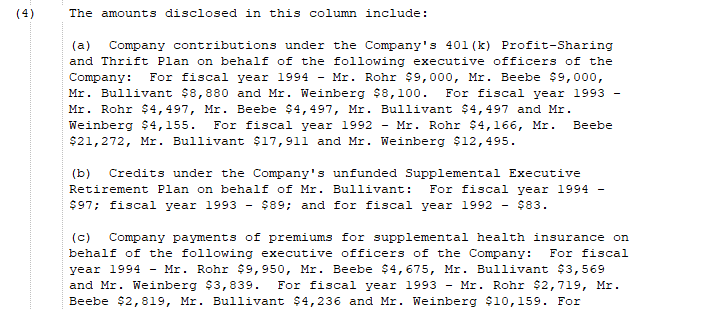 (4) The amounts disclosed in this column include:
(a) Company contributions under the Company's 401(k) Profit-Sharing
and Thrift Plan on behalf of the following executive officers of the
Company: For fiscal year 1994 - Mr. Rohr $9,000, Mr. Beebe $9,000,
Mr. Bullivant $8,880 and Mr. Weinberg $8,100. For fiscal year 1993 -
Mr. Rohr $4,497, Mr. Beebe $4,497, Mr. Bullivant $4,497 and Mr.
Weinberg $4,155. For fiscal year 1992 - Mr. Rohr $4,166, Mr. Beebe
$21,272, Mr. Bullivant $17,911 and Mr. Weinberg $12,495.
(b) Credits under the Company's unfunded Supplemental Executive
Retirement Plan on behalf of Mr. Bullivant: For fiscal year 1994 -
$97; fiscal year 1993 - $89; and for fiscal year 1992 - $83.
(c) Company payments of premiums for supplemental health insurance on
behalf of the following executive officers of the Company: For fiscal
year 1994 - Mr. Rohr $9,950, Mr. Beebe $4,675, Mr. Bullivant $3,569
and Mr. Weinberg $3,839. For fiscal year 1993 - Mr. Rohr $2,719, Mr.
Beebe $2,819, Mr. Bullivant $4,236 and Mr. Weinberg $10,159. For